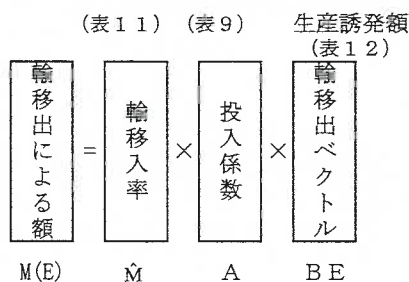 (表１１)　(表９)　生産誘発額
(表１２)
輸移出による額 ＝ 輸移入率 × 投入係数 × 輸移出ベクトル
M(E)　M̂　A　BE